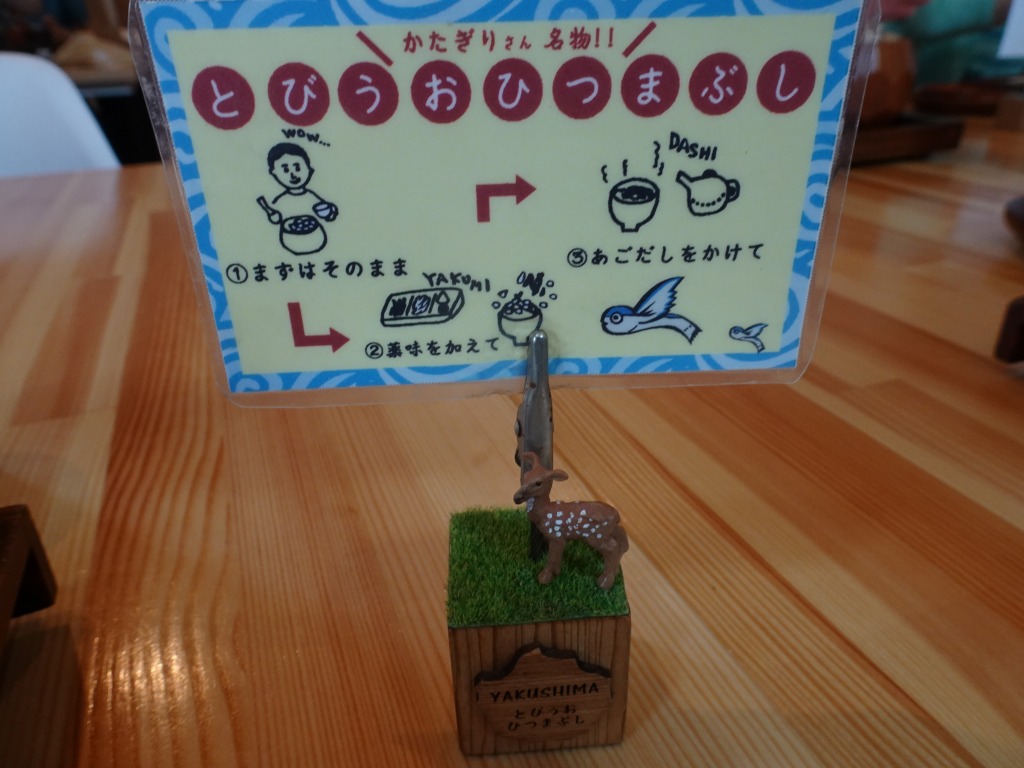 かたぎりさん 名物!!
とびうおひつまぶし
WOW...
DASHI
①まずはそのまま
③あごだしをかけて
YAKUMI
②薬味を加えて
YAKUSHIMA
とびうお
ひつまぶし